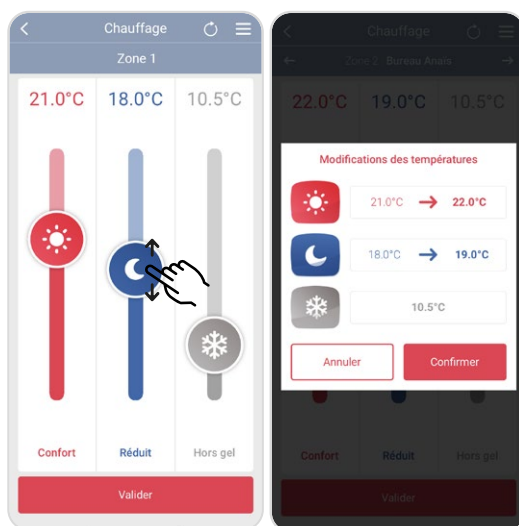 Chauffage
Zone 1
21.0°C 18.0°C 10.5°C
Confort Réduit Hors gel
Valider
Chauffage
Zone 2 Bureau Anaïs
22.0°C 19.0°C 10.5°C
Modifications des températures
21.0°C 22.0°C
18.0°C 19.0°C
10.5°C
Annuler Confirmer
Confort Réduit Hors gel
Valider